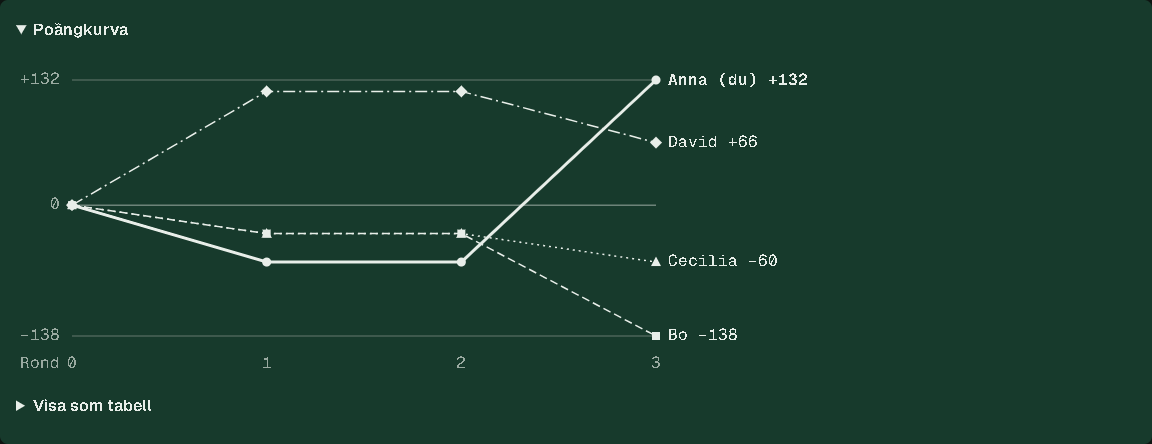 ▼ Poängkurva
+132
Anna (du) +132
David +66
0
Cecilia −60
−138
Bo −138
Rond 0 1 2 3
▶ Visa som tabell